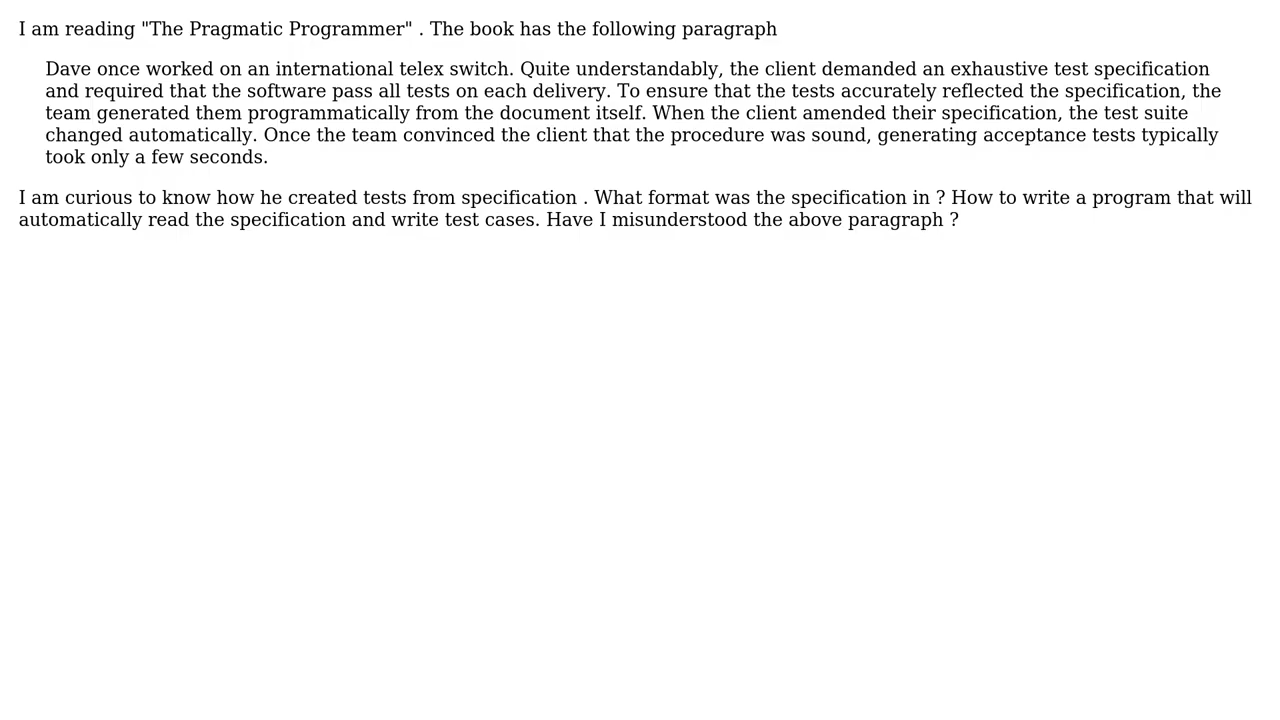 I am reading "The Pragmatic Programmer" . The book has the following paragraph
Dave once worked on an international telex switch. Quite understandably, the client demanded an exhaustive test specification
and required that the software pass all tests on each delivery. To ensure that the tests accurately reflected the specification, the
team generated them programmatically from the document itself. When the client amended their specification, the test suite
changed automatically. Once the team convinced the client that the procedure was sound, generating acceptance tests typically
took only a few seconds.
I am curious to know how he created tests from specification . What format was the specification in ? How to write a program that will
automatically read the specification and write test cases. Have I misunderstood the above paragraph ?